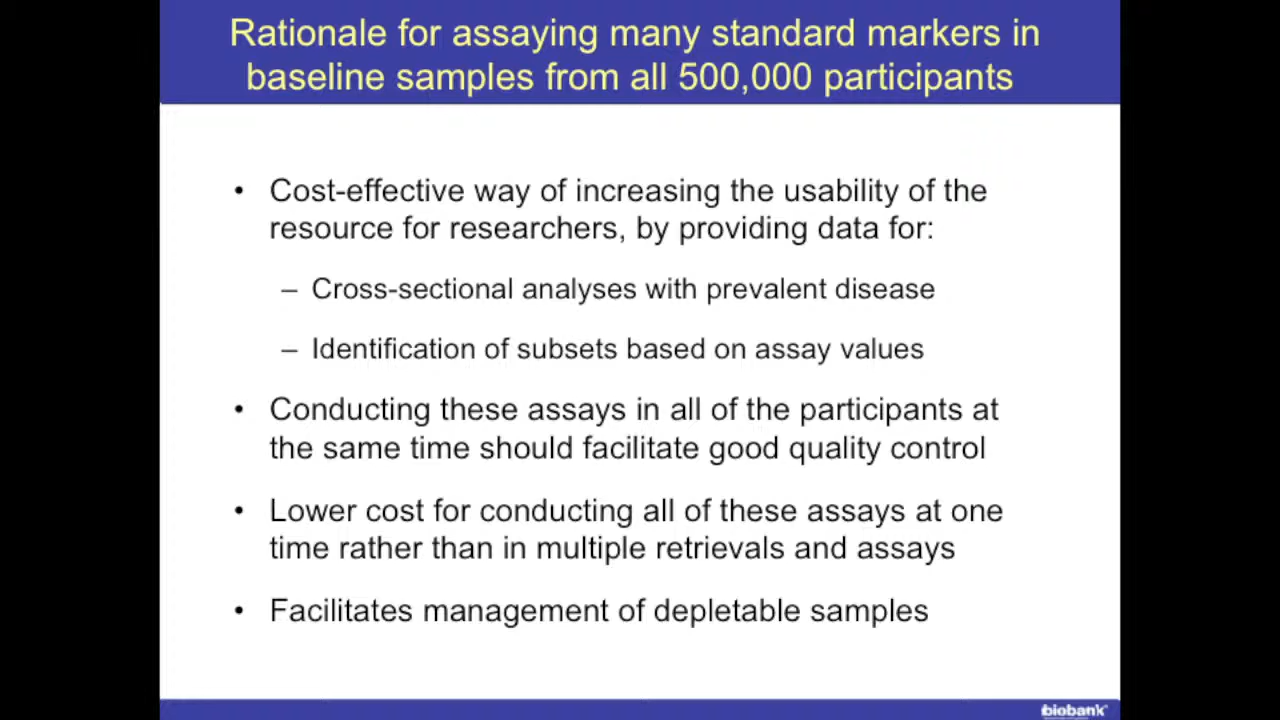 Rationale for assaying many standard markers in
baseline samples from all 500,000 participants
• Cost-effective way of increasing the usability of the
resource for researchers, by providing data for:
– Cross-sectional analyses with prevalent disease
– Identification of subsets based on assay values
• Conducting these assays in all of the participants at
the same time should facilitate good quality control
• Lower cost for conducting all of these assays at one
time rather than in multiple retrievals and assays
• Facilitates management of depletable samples
biobank